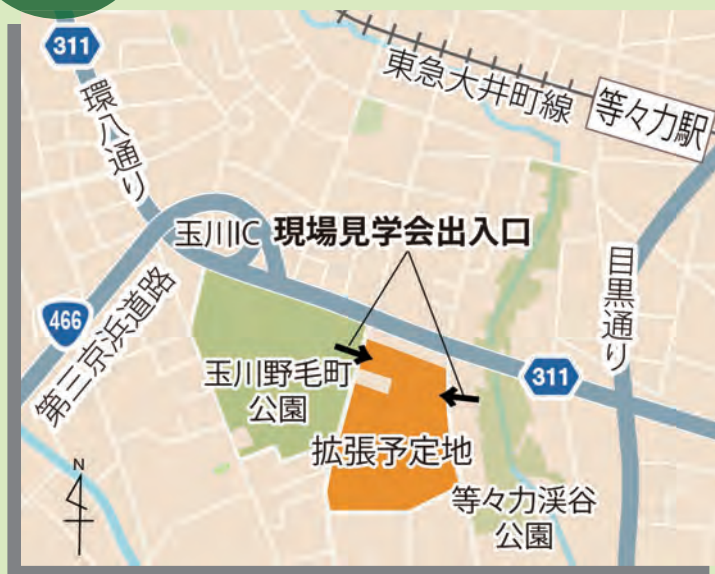 311
環八通り
東急大井町線
等々力駅
玉川IC
現場見学会出入口
目黒通り
466
第三京浜道路
玉川野毛町
公園
311
拡張予定地
等々力渓谷
公園
N